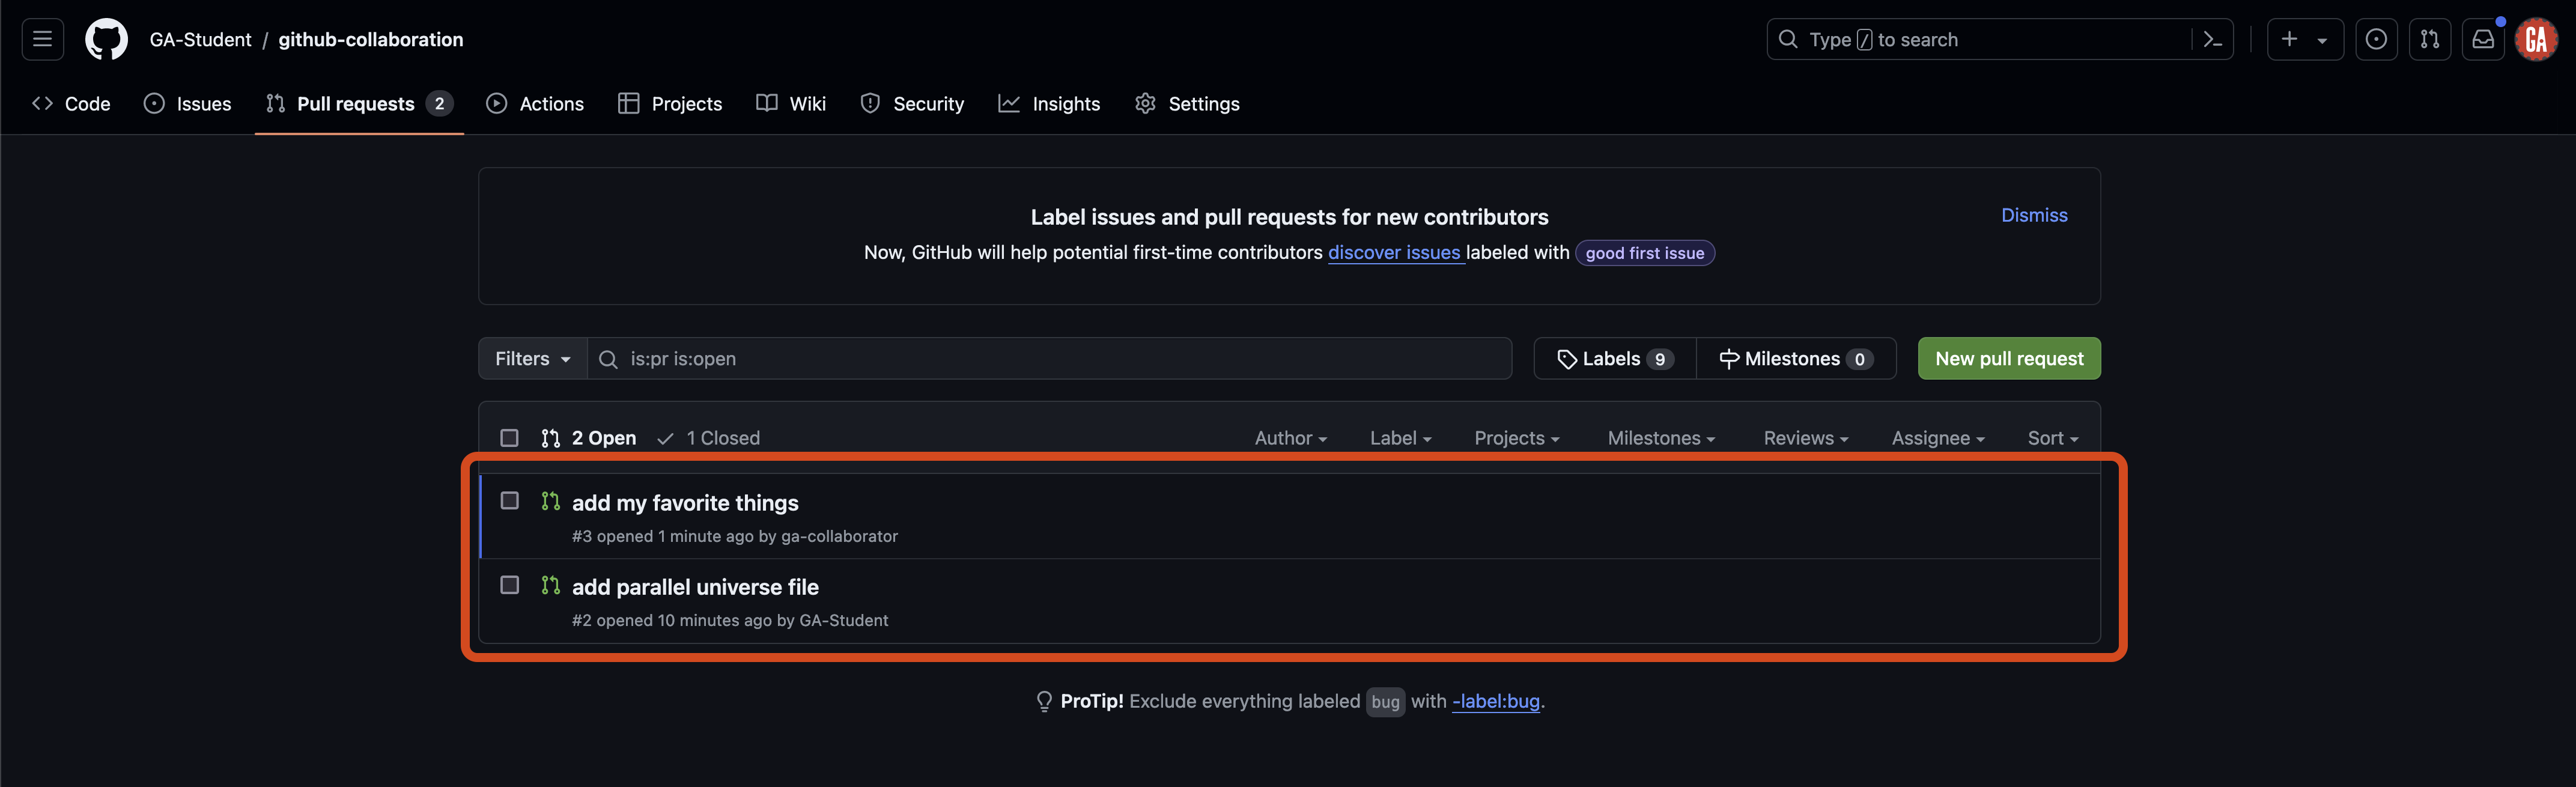 GA-Student / github-collaboration
Type / to search
GA
Code
Issues
Pull requests 2
Actions
Projects
Wiki
Security
Insights
Settings
Label issues and pull requests for new contributors
Dismiss
Now, GitHub will help potential first-time contributors discover issues labeled with good first issue
Filters
is:pr is:open
Labels 9
Milestones 0
New pull request
2 Open
1 Closed
Author
Label
Projects
Milestones
Reviews
Assignee
Sort
add my favorite things
#3 opened 1 minute ago by ga-collaborator
add parallel universe file
#2 opened 10 minutes ago by GA-Student
ProTip! Exclude everything labeled bug with -label:bug.